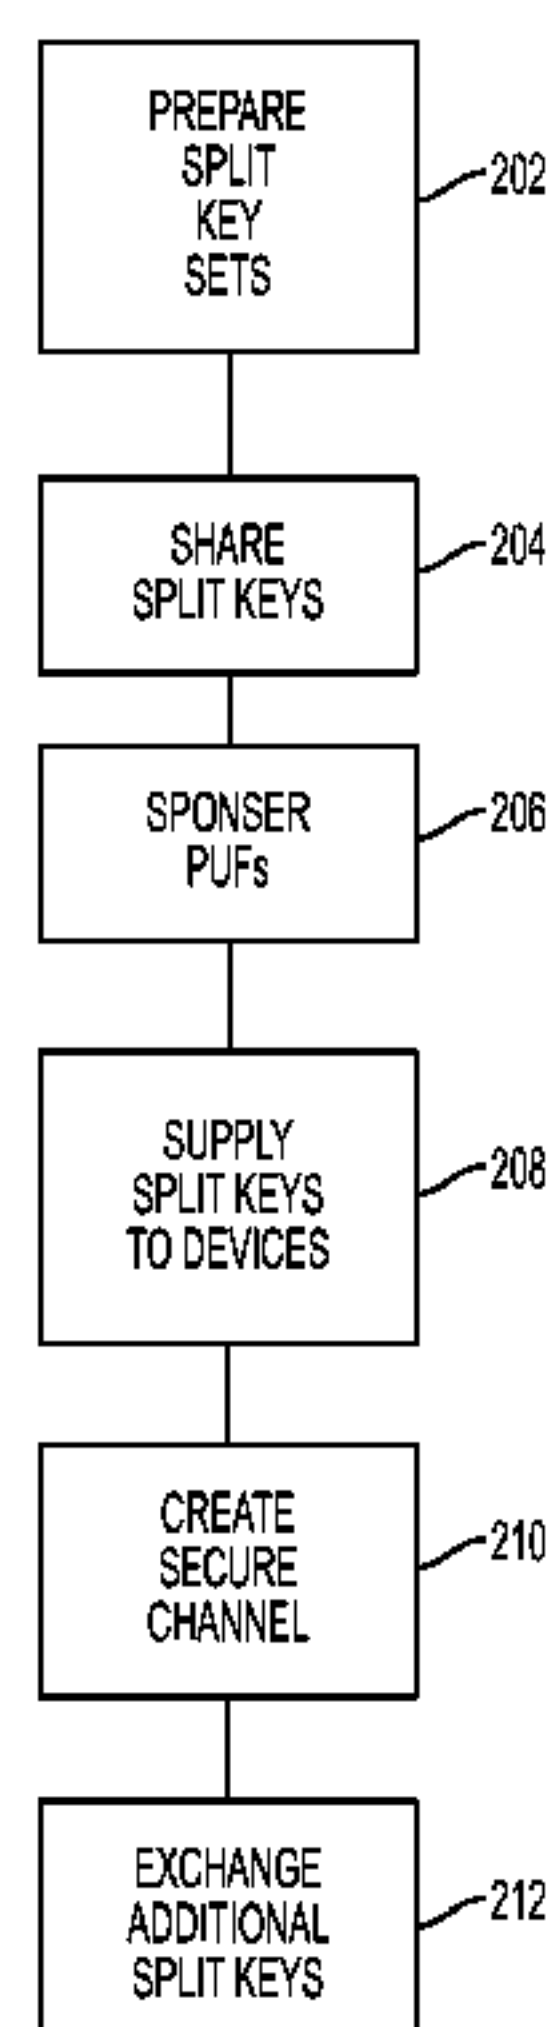 PREPARE
SPLIT
KEY
SETS
202
SHARE
SPLIT KEYS
204
SPONSER
PUFs
206
SUPPLY
SPLIT KEYS
TO DEVICES
208
CREATE
SECURE
CHANNEL
210
EXCHANGE
ADDITIONAL
SPLIT KEYS
212